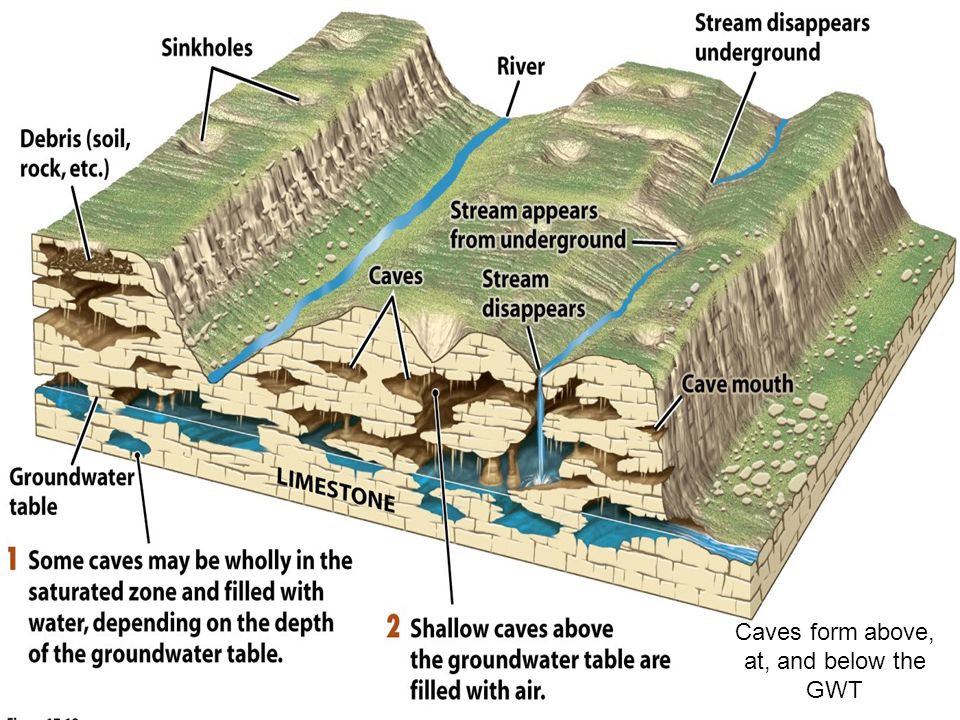 Stream disappears
underground
Sinkholes
River
Debris (soil,
rock, etc.)
Stream appears
from underground
Caves
Stream
disappears
Cave mouth
Groundwater
table
LIMESTONE
1 Some caves may be wholly in the
saturated zone and filled with
water, depending on the depth
of the groundwater table.
2 Shallow caves above
the groundwater table are
filled with air.
Caves form above,
at, and below the
GWT